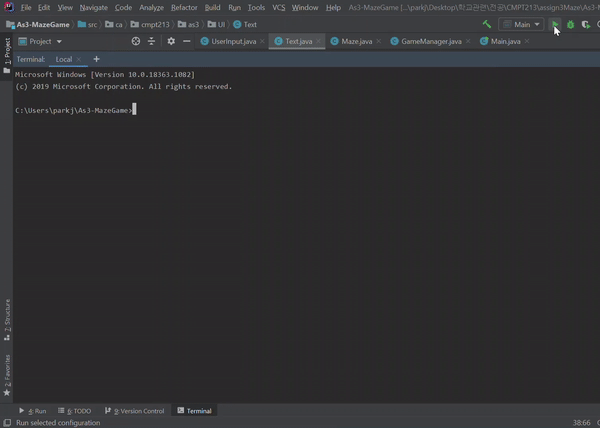 File Edit View Navigate Code Analyze Refactor Build Run Tools VCS Window Help As3-MazeGame [...\parkj\Desktop\학교관련\전공\CMPT213\assign3Maze\As3-M
As3-MazeGame src ca cmpt213 as3 UI Text Main
1: Project
Project UserInput.java Text.java Maze.java GameManager.java Main.java
Terminal: Local +
Microsoft Windows [Version 10.0.18363.1082]
(c) 2019 Microsoft Corporation. All rights reserved.
C:\Users\parkj\As3-MazeGame>
7: Structure
2: Favorites
4: Run 6: TODO 9: Version Control Terminal
Run selected configuration 38:66